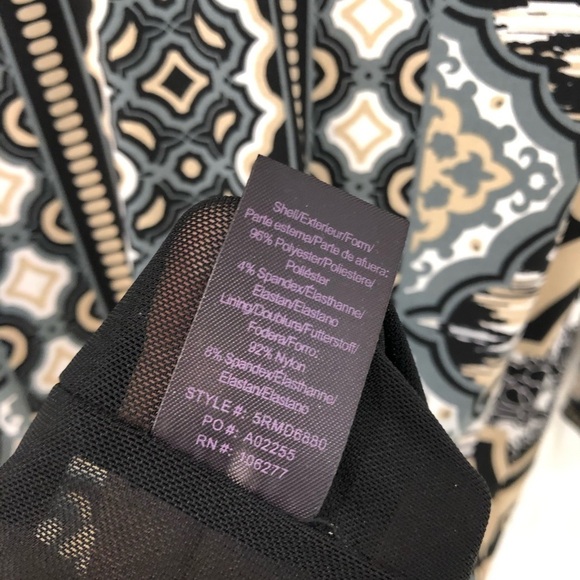 Shell/Exterieur/Form/
Parte esterna/Parte de afuera:
96% Polyester/Poliestere/
Poliéster
4% Spandex/Elasthanne/
Elastan/Elastano
Lining/Doublure/Futterstoff/
Fodera/Forro:
92% Nylon
8% Spandex/Elasthanne/
Elastan/Elastano
STYLE #: 5RMD6880
PO#: A02255
RN#: 106277